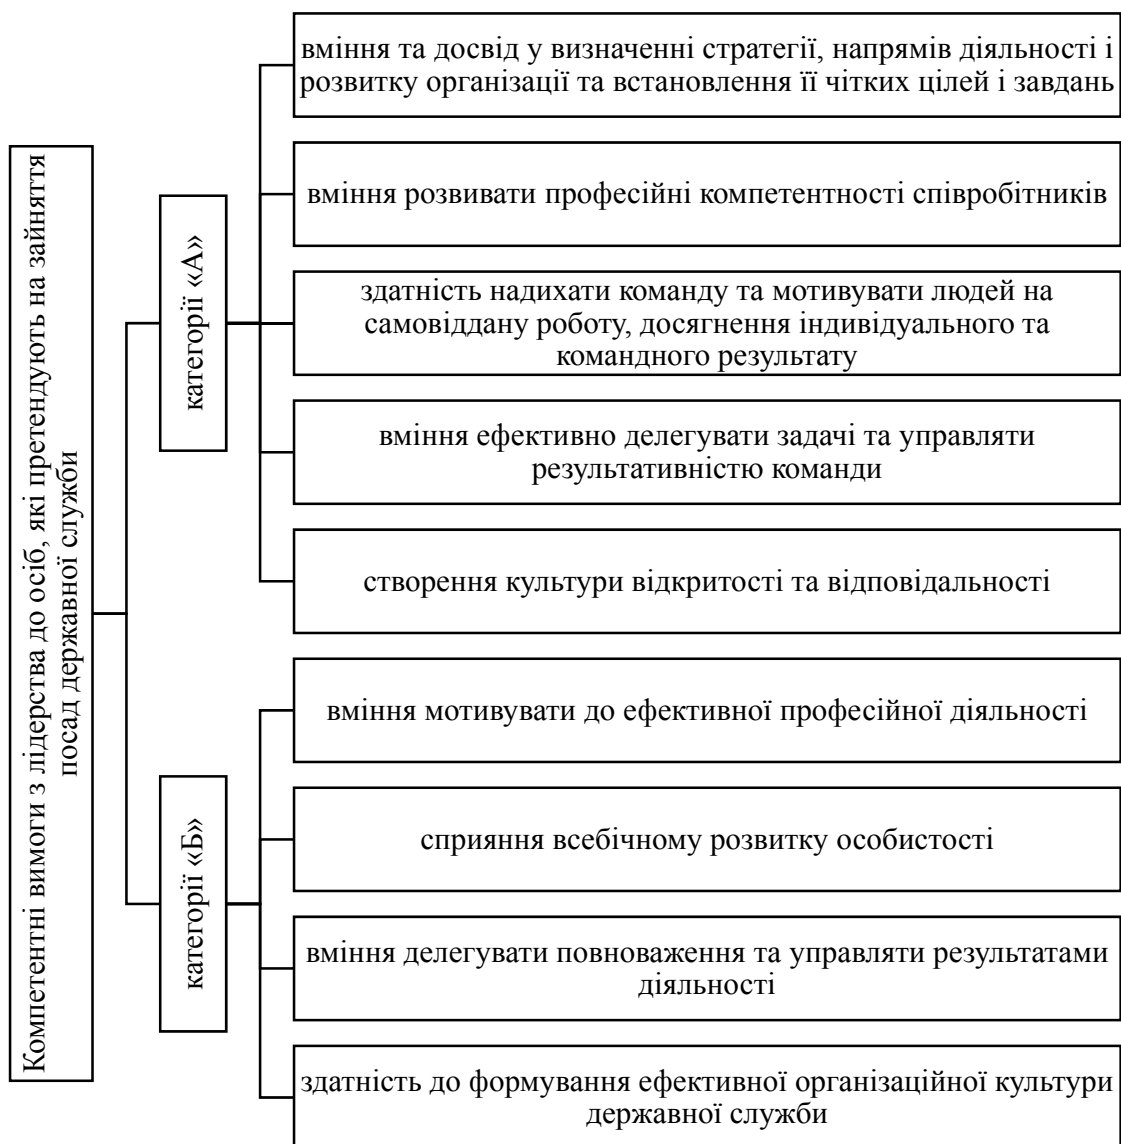 Компетентні вимоги з лідерства до осіб, які претендують на зайняття
посад державної служби
категорії «А»
вміння та досвід у визначенні стратегії, напрямів діяльності і
розвитку організації та встановлення її чітких цілей і завдань
вміння розвивати професійні компетентності співробітників
здатність надихати команду та мотивувати людей на
самовіддану роботу, досягнення індивідуального та
командного результату
вміння ефективно делегувати задачі та управляти
результативністю команди
створення культури відкритості та відповідальності
категорії «Б»
вміння мотивувати до ефективної професійної діяльності
сприяння всебічному розвитку особистості
вміння делегувати повноваження та управляти результатами
діяльності
здатність до формування ефективної організаційної культури
державної служби